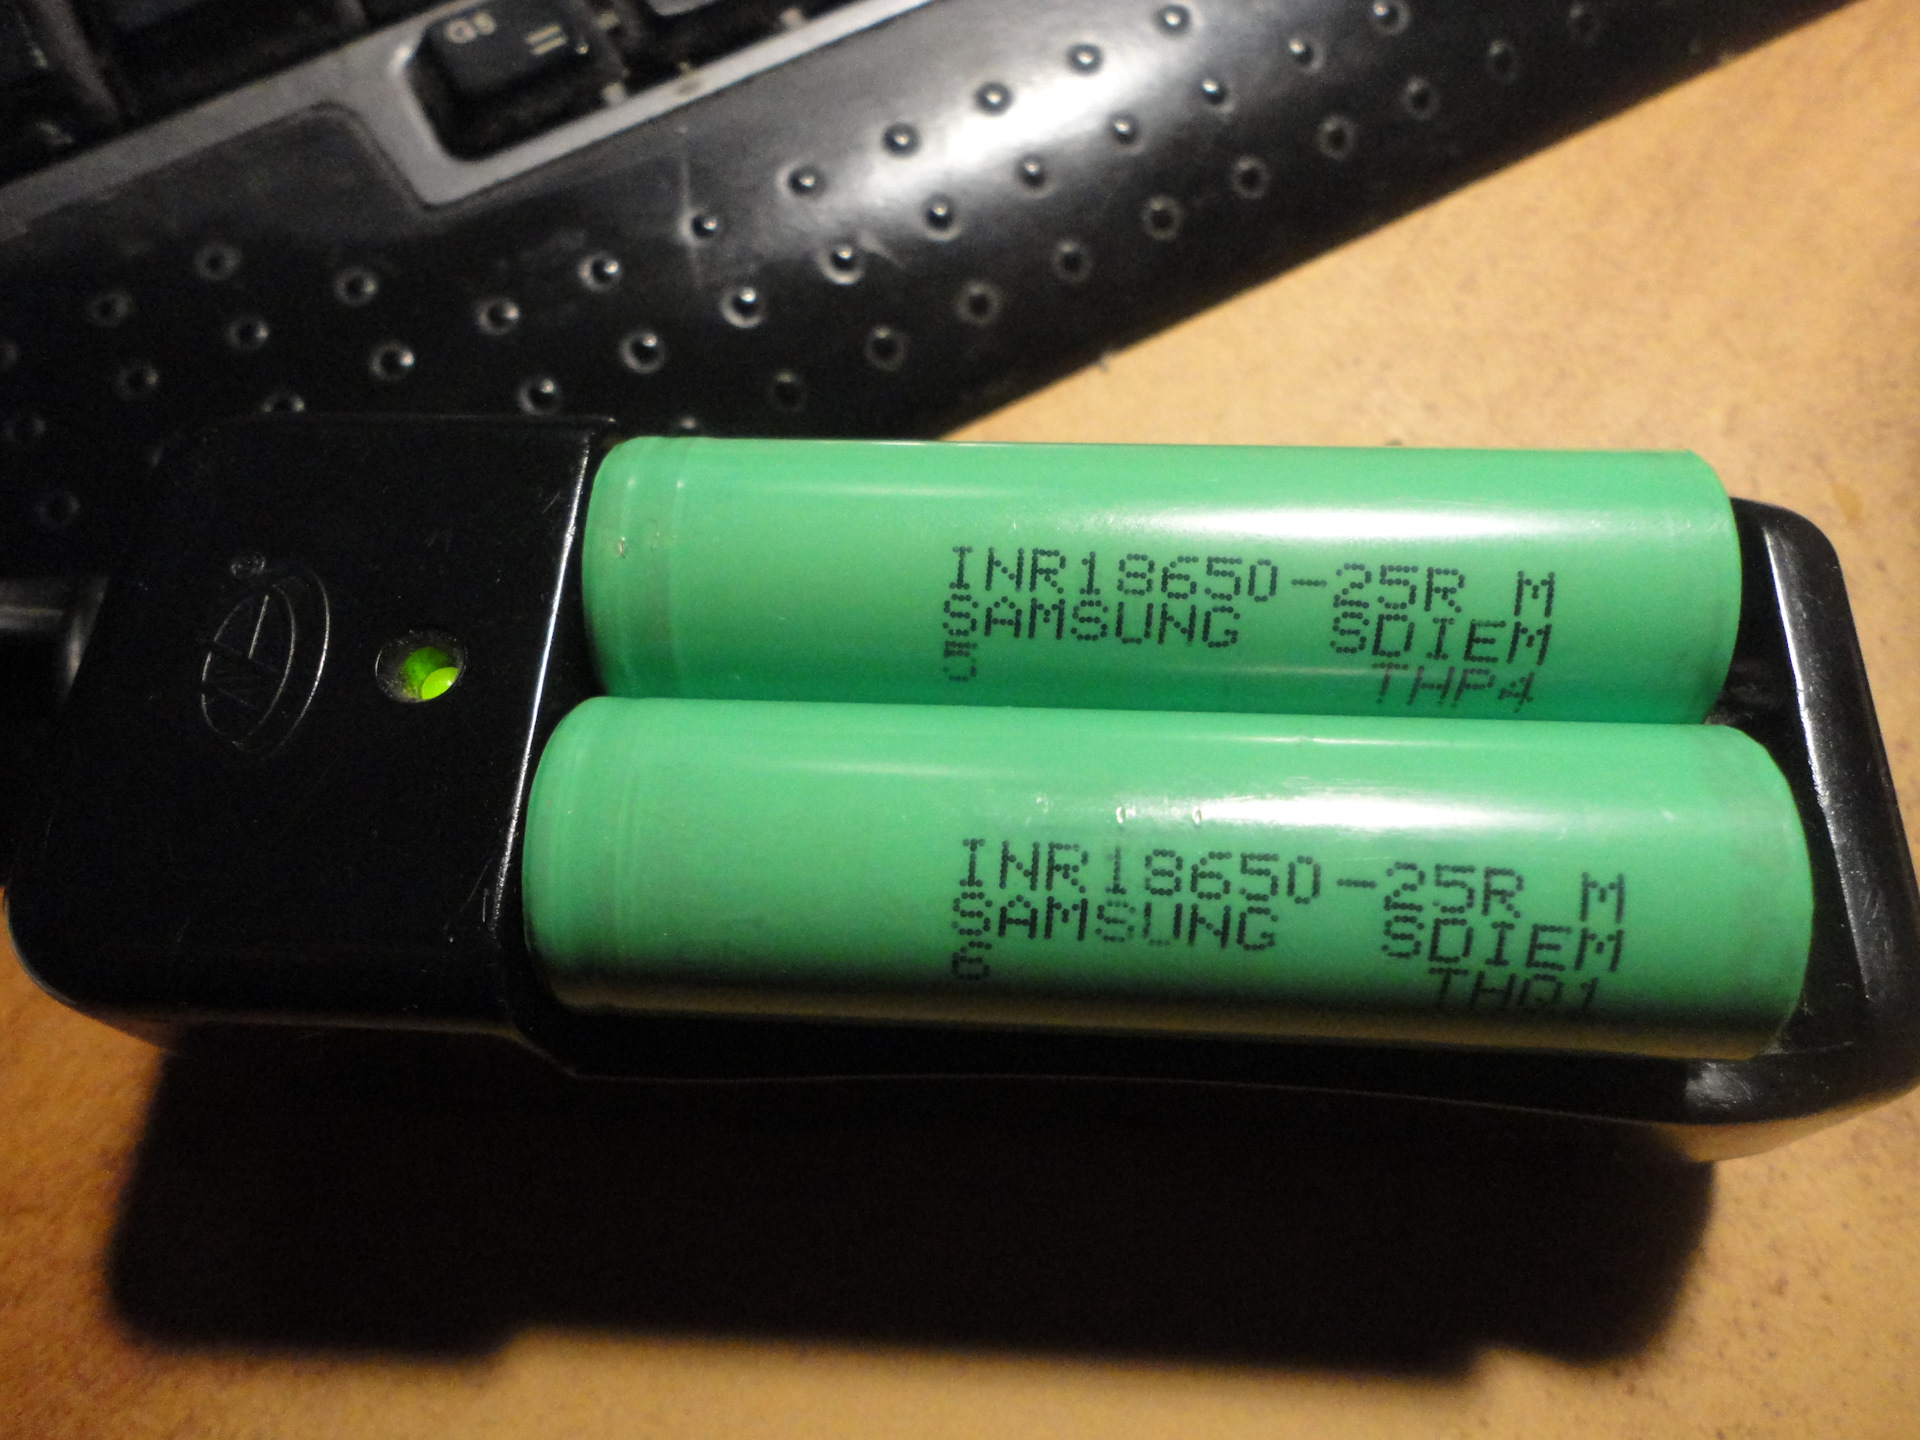 INR18650-25R M
SAMSUNG SDIEM
5 THP4
INR18650-25R M
SAMSUNG SDIEM
6 THQ1